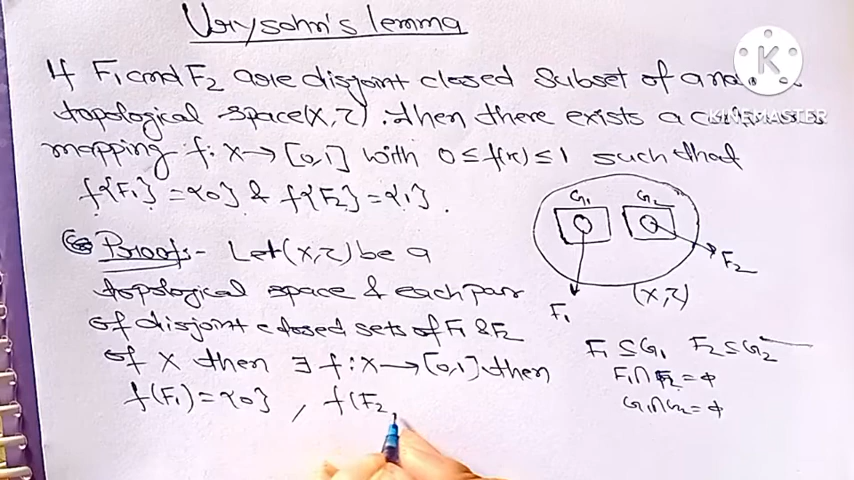 Urysohn's lemma
If F₁ and F₂ are disjoint closed subset of a
topological space (X,τ). then there exists a
mapping f: X→[0,1] with 0≤f(x)≤1 such that
f{F₁} = {0} & f{F₂} = {1}.
Proof:- Let (X,τ) be a
topological space & each pair
of disjoint closed sets of F₁ & F₂
of X then ∃ f: X→[0,1] then
f(F₁) = {0} , f(F₂
G₁ G₂
F₂
F₁
(X,τ)
F₁⊆G₁ F₂⊆G₂
F₁∩F₂=φ
G₁∩G₂=φ
K
KINEMASTER